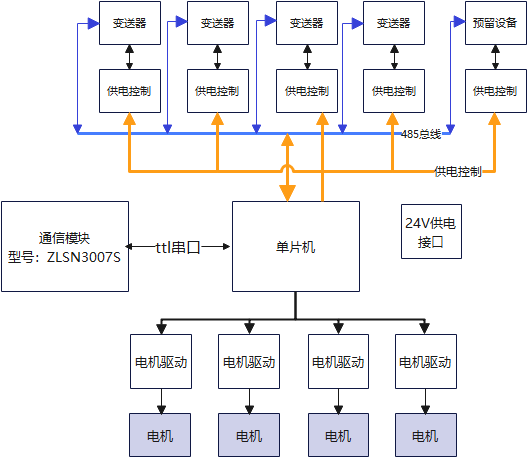 变送器
变送器
变送器
变送器
预留设备
供电控制
供电控制
供电控制
供电控制
供电控制
485总线
供电控制
通信模块
型号：ZLSN3007S
ttl串口
单片机
24V供电
接口
电机驱动
电机驱动
电机驱动
电机驱动
电机
电机
电机
电机